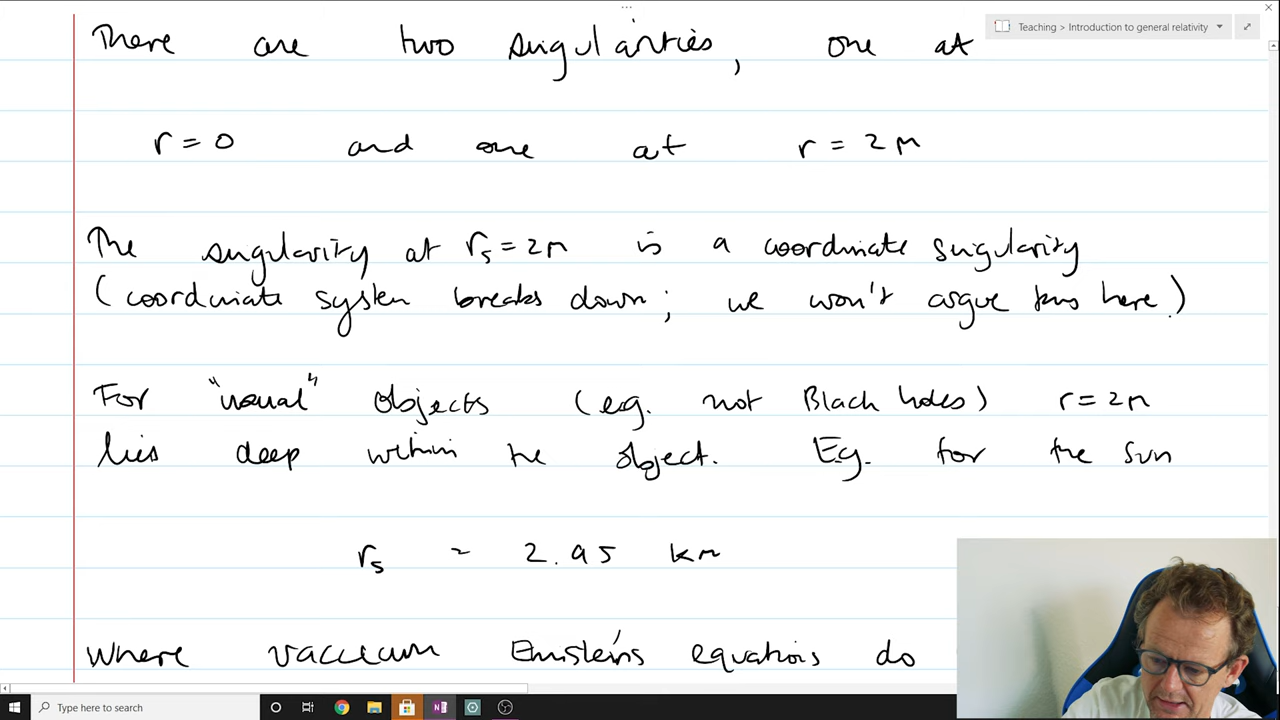 Teaching > Introduction to general relativity
There are two singularities, one at
r = 0 and one at r = 2m
The singularity at rₛ = 2m is a coordinate singularity
(coordinate system breaks down; we won't argue this here.)
For "usual" objects (e.g. not Black holes) r = 2m
lies deep within the object. E.g. for the sun
rₛ = 2.95 km
Where vaccuum Einstein's equations do
Type here to search